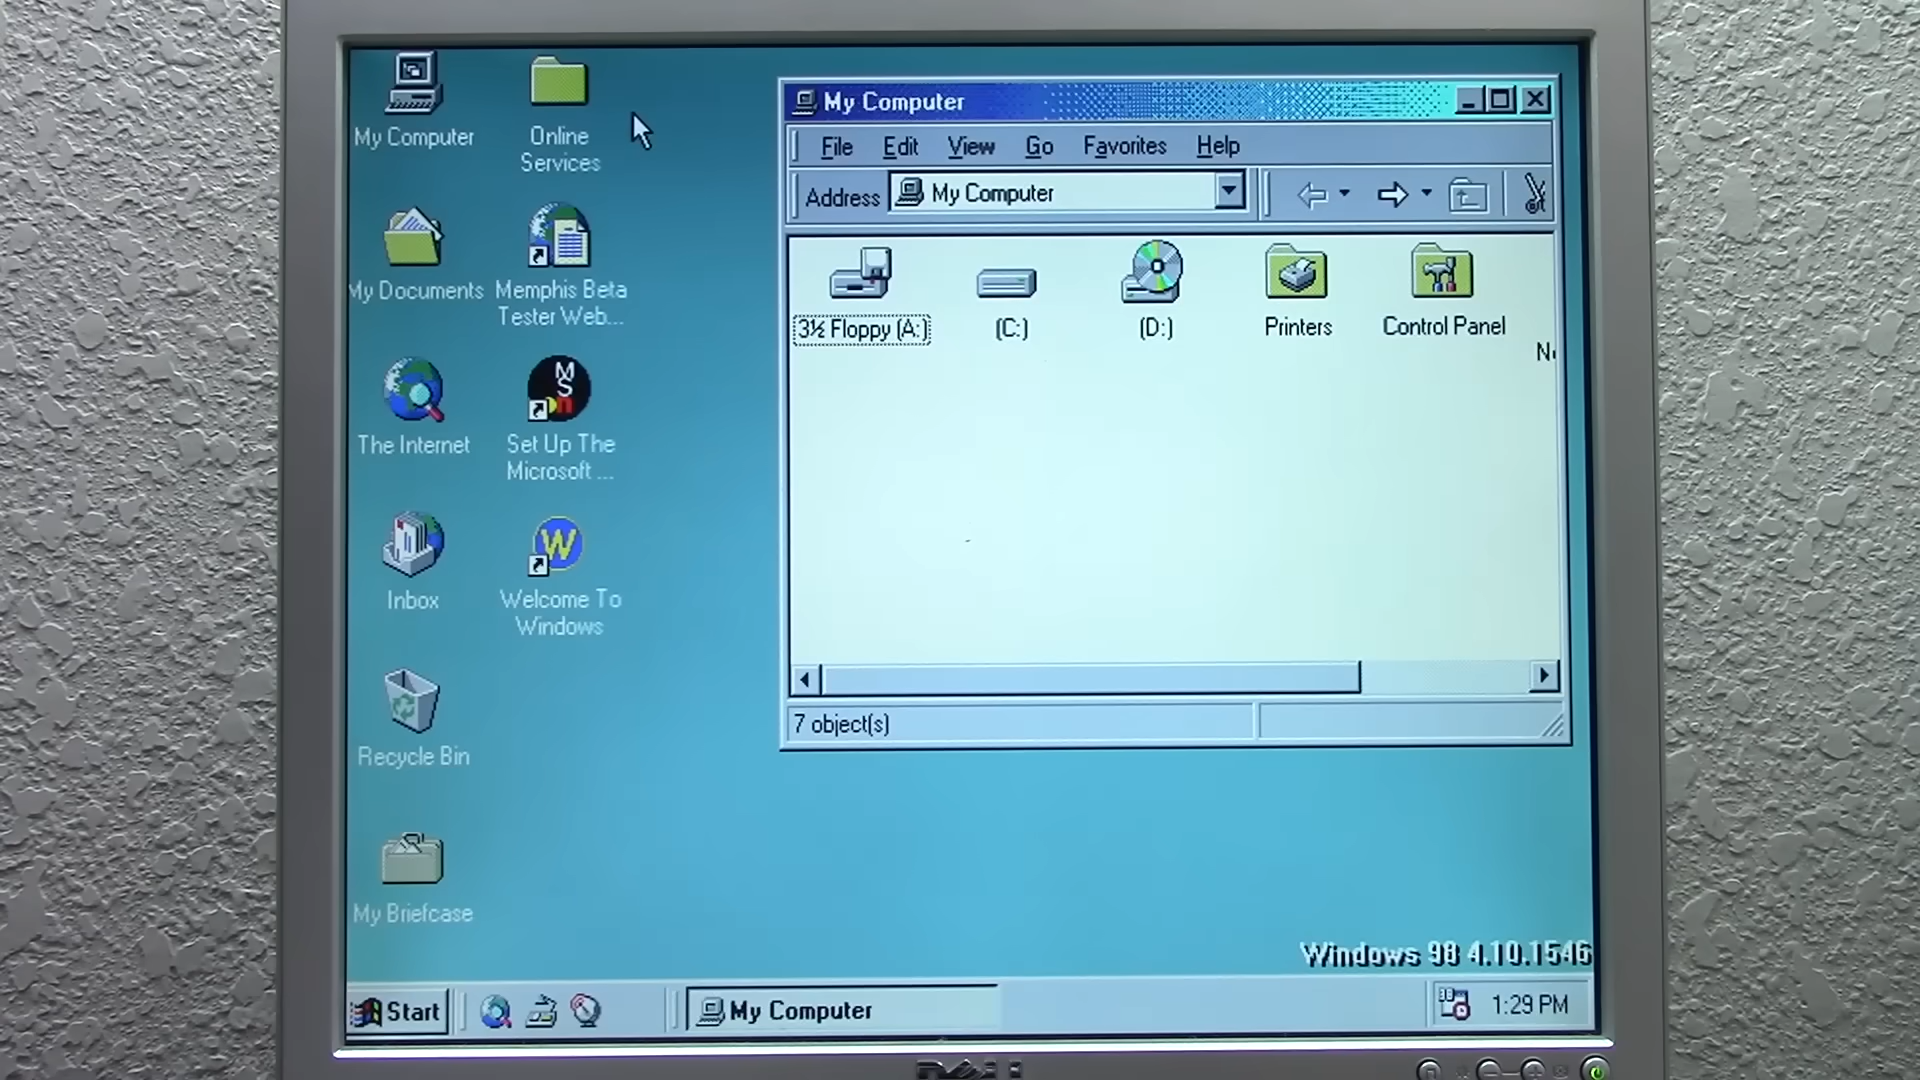 My Computer
Online
Services
My Documents
Memphis Beta
Tester Web...
The Internet
MSn
Set Up The
Microsoft ...
Inbox
W
Welcome To
Windows
Recycle Bin
My Briefcase
My Computer
File Edit View Go Favorites Help
Address My Computer
3½ Floppy (A:)
(C:)
(D:)
Printers
Control Panel
7 object(s)
Windows 98 4.10.1546
Start
My Computer
1:29 PM
DELL